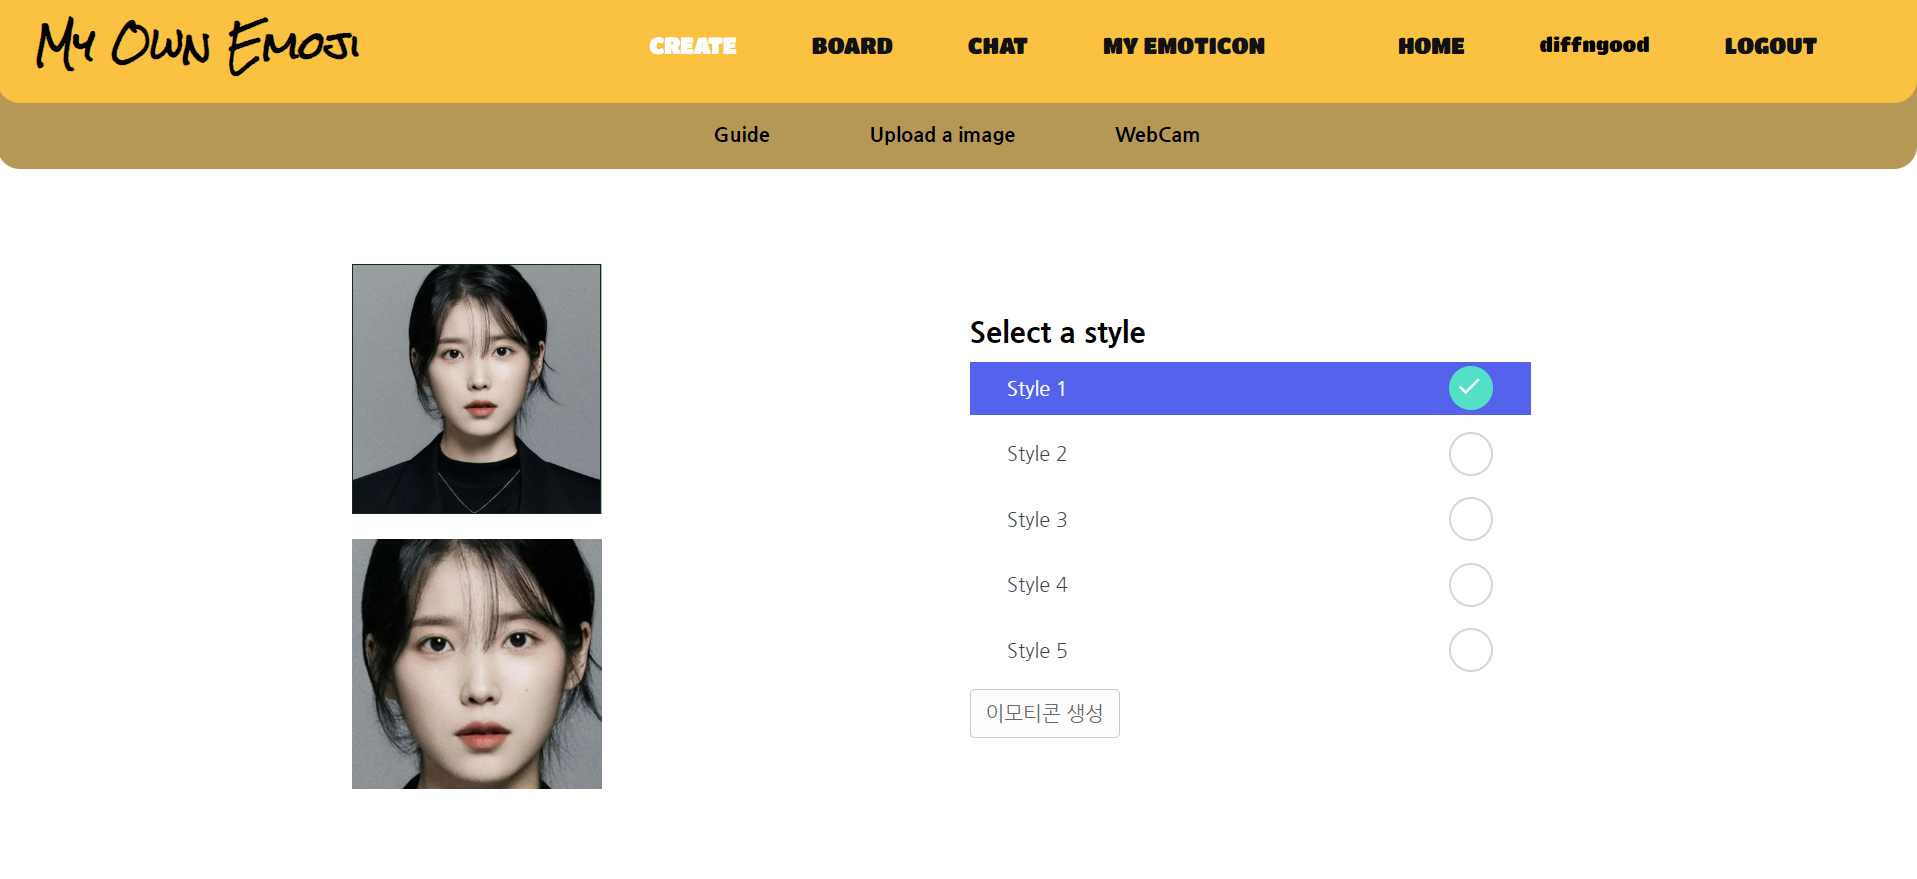 My Own Emoji
CREATE BOARD CHAT MY EMOTICON HOME diffngood LOGOUT
Guide Upload a image WebCam
Select a style
Style 1
Style 2
Style 3
Style 4
Style 5
이모티콘 생성